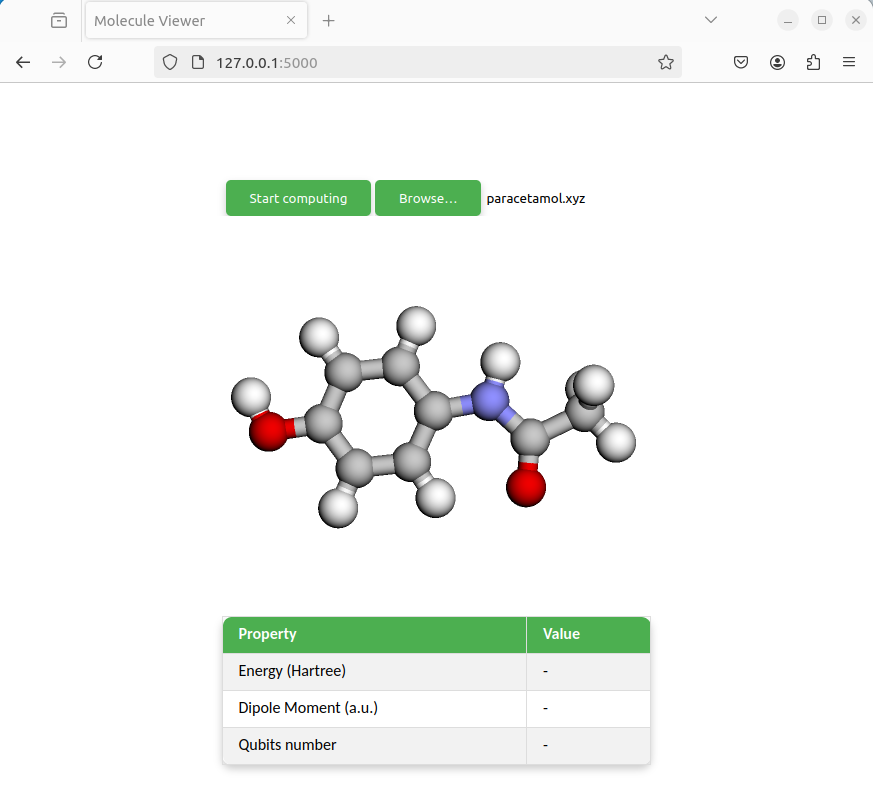 Molecule Viewer
127.0.0.1:5000
Start computing Browse... paracetamol.xyz
Property Value
Energy (Hartree) -
Dipole Moment (a.u.) -
Qubits number -